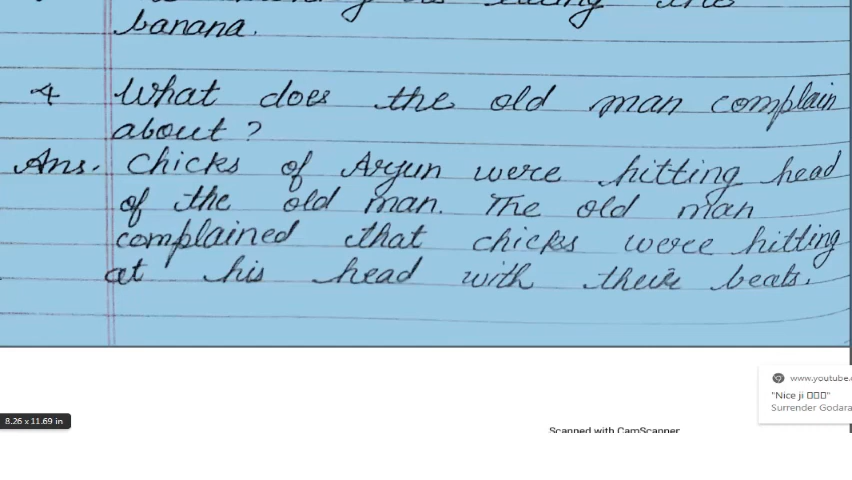 banana.
4 What does the old man complain
about ?
Ans. Chicks of Arjun were hitting head
of the old man. The old man
complained that chicks were hitting
at his head with their beats.
www.youtube.c
"Nice ji
Surrender Godara
8.26 x 11.69 in
Scanned with CamScanner